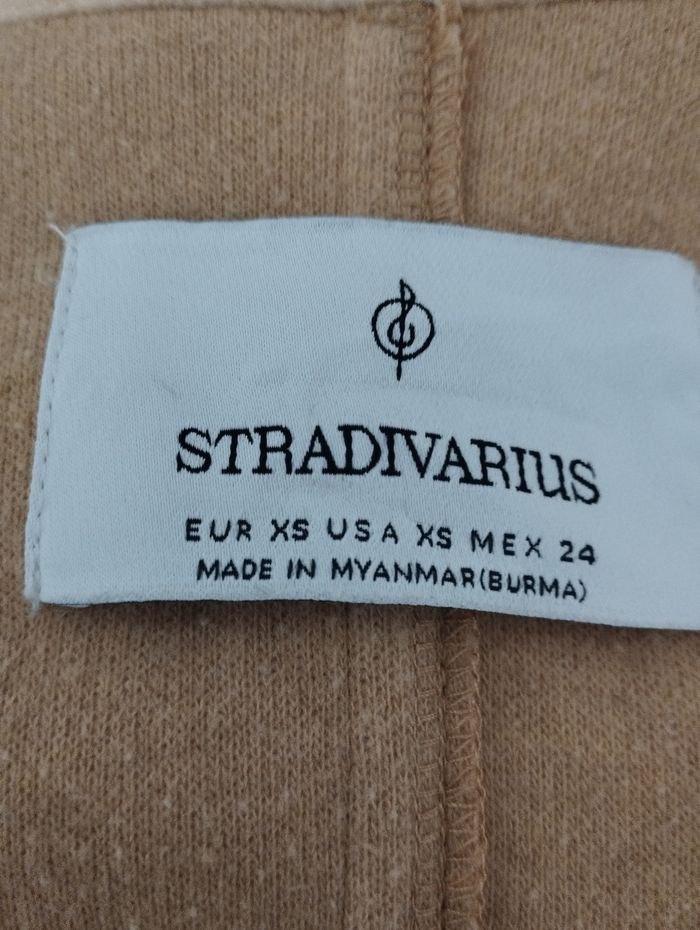 STRADIVARIUS
EUR XS USA XS MEX 24
MADE IN MYANMAR(BURMA)